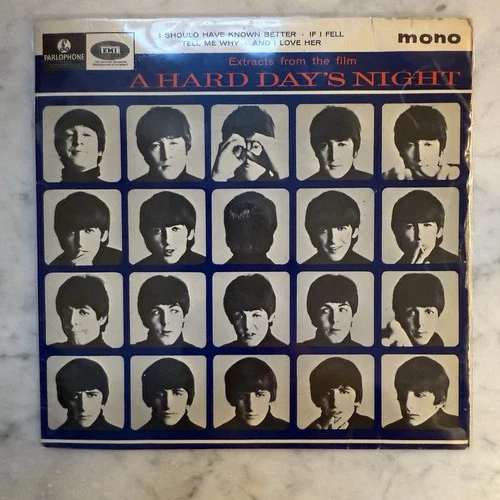 I SHOULD HAVE KNOWN BETTER · IF I FELL
TELL ME WHY · AND I LOVE HER
mono
PARLOPHONE
EMI
Extracts from the film
A HARD DAY'S NIGHT